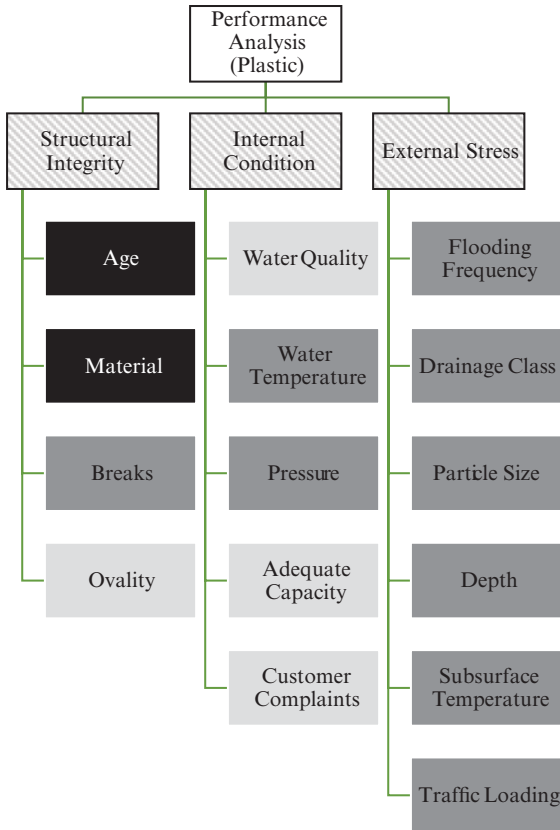 Performance
Analysis
(Plastic)
Structural
Integrity
Internal
Condition
External Stress
Age
Material
Breaks
Ovality
Water Quality
Water
Temperature
Pressure
Adequate
Capacity
Customer
Complaints
Flooding
Frequency
Drainage Class
Particle Size
Depth
Subsurface
Temperature
Traffic Loading